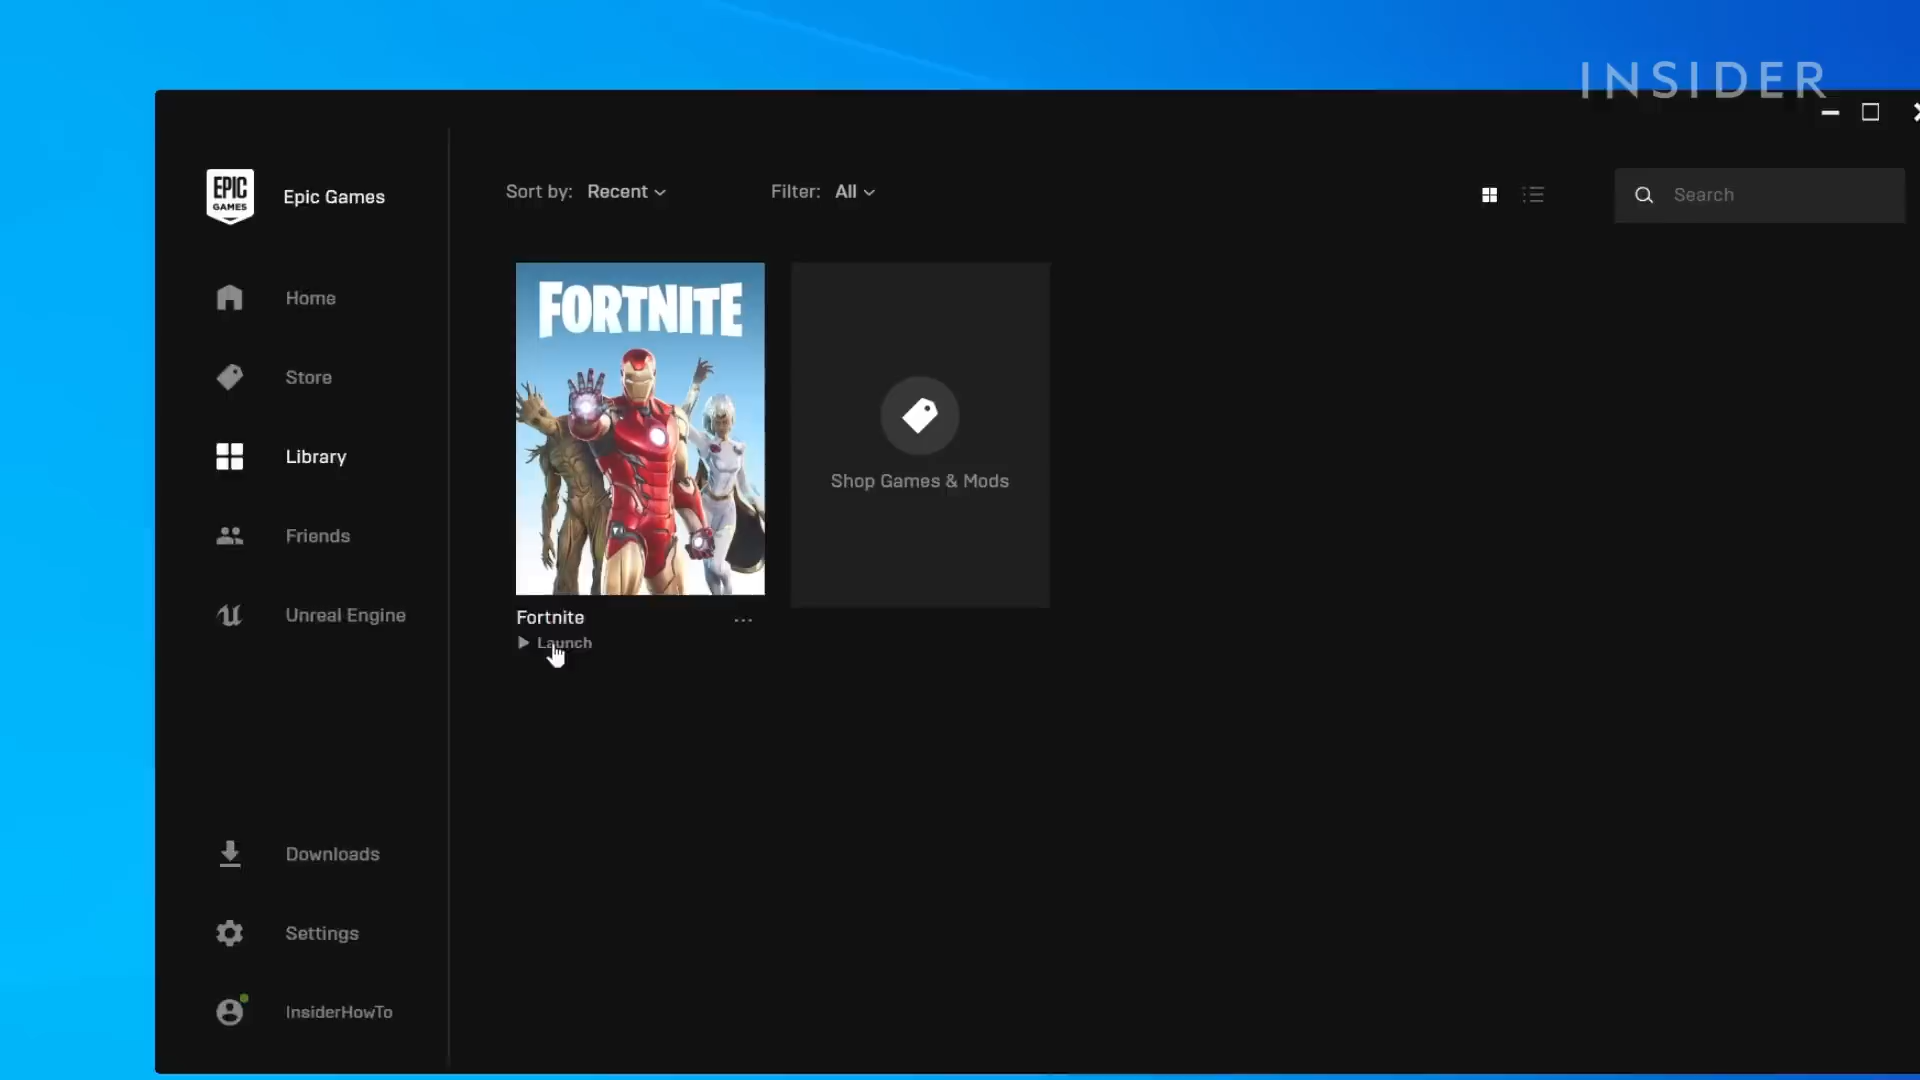 INSIDER
EPIC
GAMES
Epic Games
Home
Store
Library
Friends
Unreal Engine
Downloads
Settings
InsiderHowTo
Sort by: Recent
Filter: All
Search
FORTNITE
Fortnite
...
Launch
Shop Games & Mods